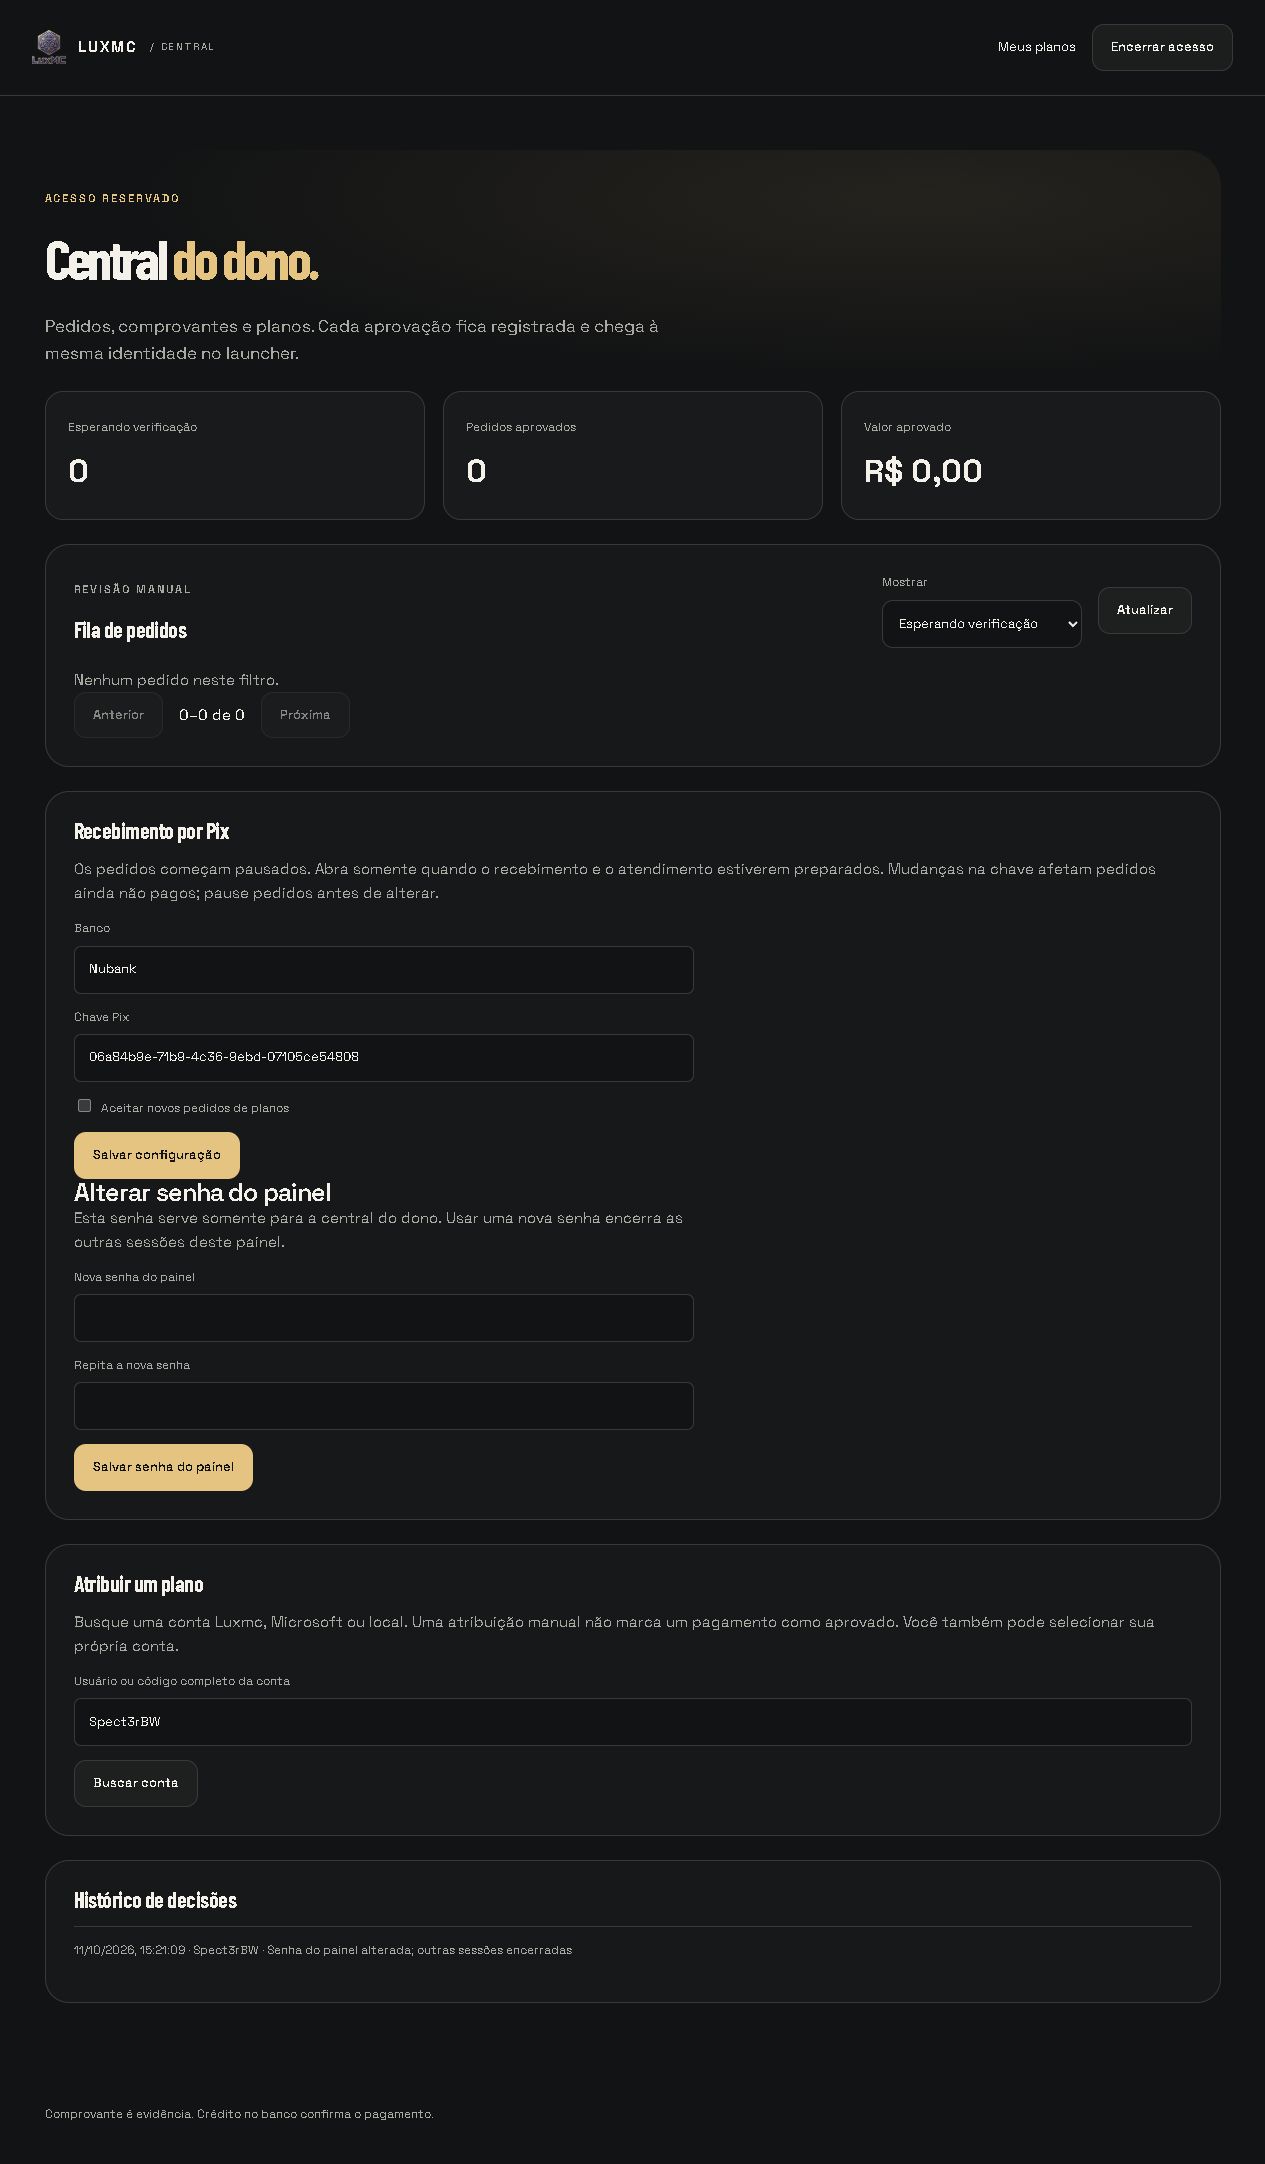 LuxMC
LUXMC / CENTRAL
Meus planos
Encerrar acesso
ACESSO RESERVADO
Central do dono.
Pedidos, comprovantes e planos. Cada aprovação fica registrada e chega à
mesma identidade no launcher.
Esperando verificação
0
Pedidos aprovados
0
Valor aprovado
R$ 0,00
REVISÃO MANUAL
Fila de pedidos
Mostrar
Esperando verificação
Atualizar
Nenhum pedido neste filtro.
Anterior
0–0 de 0
Próxima
Recebimento por Pix
Os pedidos começam pausados. Abra somente quando o recebimento e o atendimento estiverem preparados. Mudanças na chave afetam pedidos
ainda não pagos; pause pedidos antes de alterar.
Banco
Nubank
Chave Pix
06a84b9e-71b9-4c36-9ebd-07105ce54808
Aceitar novos pedidos de planos
Salvar configuração
Alterar senha do painel
Esta senha serve somente para a central do dono. Usar uma nova senha encerra as
outras sessões deste painel.
Nova senha do painel
Repita a nova senha
Salvar senha do painel
Atribuir um plano
Busque uma conta Luxmc, Microsoft ou local. Uma atribuição manual não marca um pagamento como aprovado. Você também pode selecionar sua
própria conta.
Usuário ou código completo da conta
Spect3rBW
Buscar conta
Histórico de decisões
11/10/2026, 15:21:09 · Spect3rBW · Senha do painel alterada; outras sessões encerradas
Comprovante é evidência. Crédito no banco confirma o pagamento.